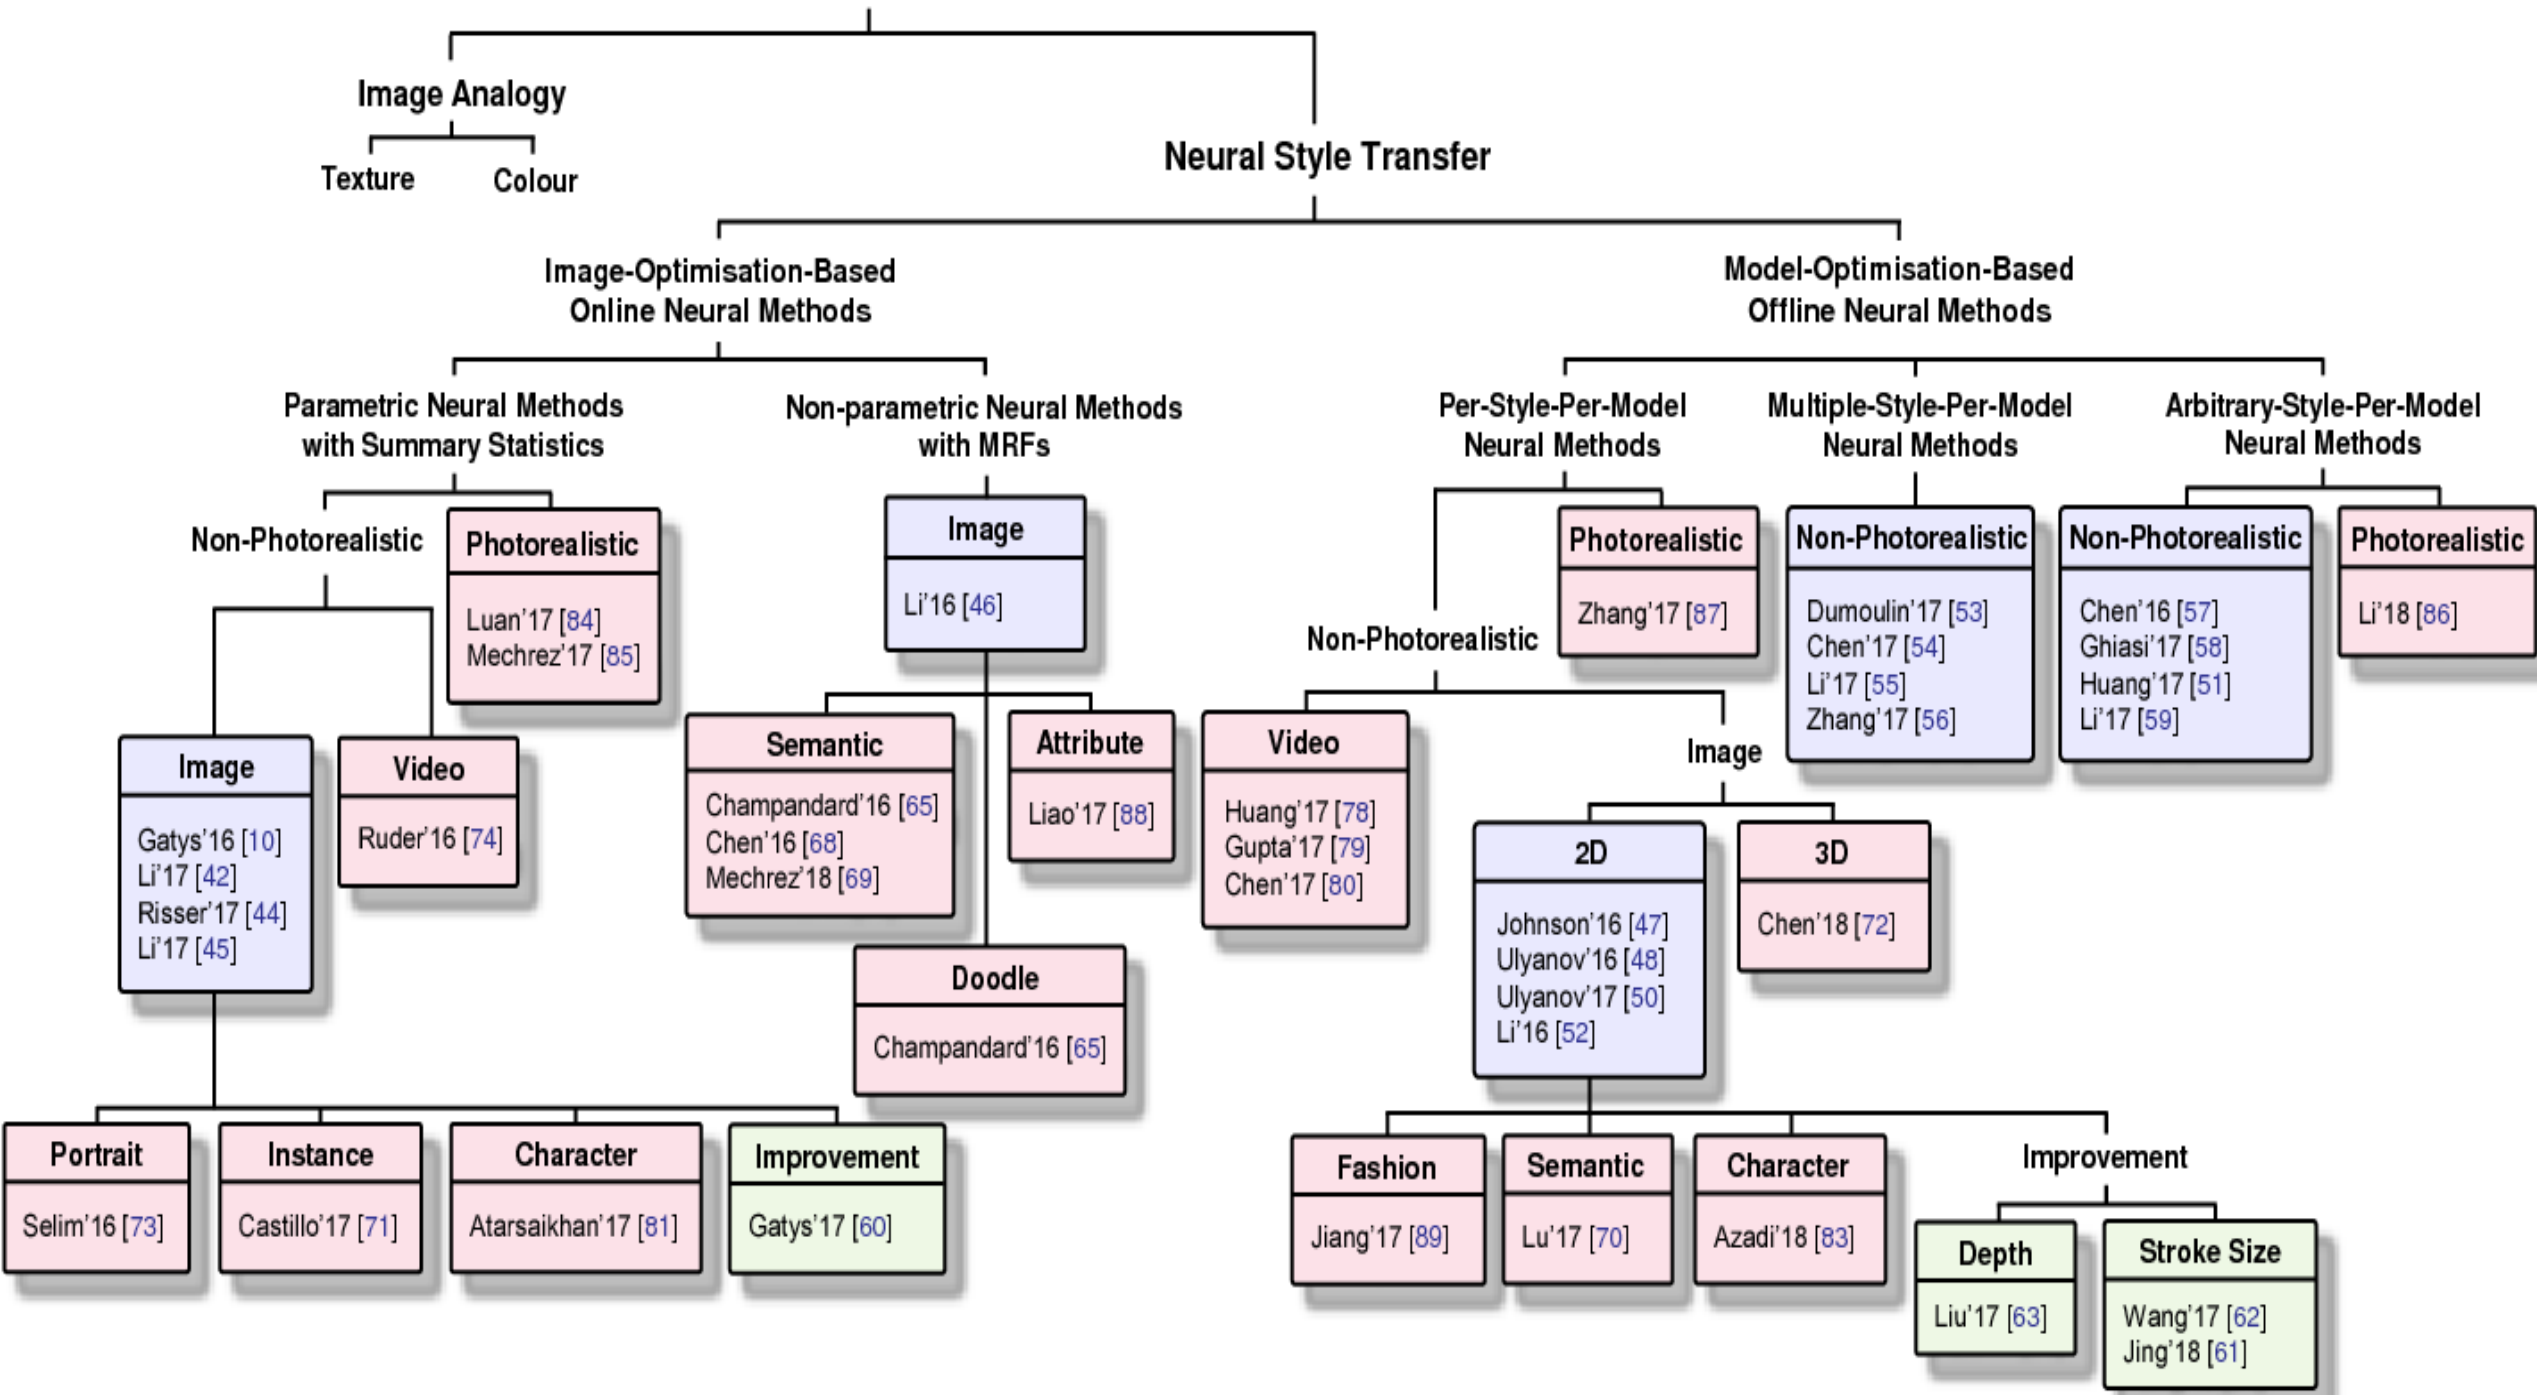 Image Analogy
Texture
Colour
Neural Style Transfer
Image-Optimisation-Based
Online Neural Methods
Model-Optimisation-Based
Offline Neural Methods
Parametric Neural Methods
with Summary Statistics
Non-parametric Neural Methods
with MRFs
Per-Style-Per-Model
Neural Methods
Multiple-Style-Per-Model
Neural Methods
Arbitrary-Style-Per-Model
Neural Methods
Non-Photorealistic
Photorealistic
Luan’17 [84]
Mechrez’17 [85]
Image
Li’16 [46]
Non-Photorealistic
Photorealistic
Zhang’17 [87]
Non-Photorealistic
Dumoulin’17 [53]
Chen’17 [54]
Li’17 [55]
Zhang’17 [56]
Non-Photorealistic
Chen’16 [57]
Ghiasi’17 [58]
Huang’17 [51]
Li’17 [59]
Photorealistic
Li’18 [86]
Image
Gatys’16 [10]
Li’17 [42]
Risser’17 [44]
Li’17 [45]
Video
Ruder’16 [74]
Semantic
Champandard’16 [65]
Chen’16 [68]
Mechrez’18 [69]
Attribute
Liao’17 [88]
Doodle
Champandard’16 [65]
Video
Huang’17 [78]
Gupta’17 [79]
Chen’17 [80]
Image
2D
Johnson’16 [47]
Ulyanov’16 [48]
Ulyanov’17 [50]
Li’16 [52]
3D
Chen’18 [72]
Portrait
Selim’16 [73]
Instance
Castillo’17 [71]
Character
Atarsaikhan’17 [81]
Improvement
Gatys’17 [60]
Fashion
Jiang’17 [89]
Semantic
Lu’17 [70]
Character
Azadi’18 [83]
Improvement
Depth
Liu’17 [63]
Stroke Size
Wang’17 [62]
Jing’18 [61]